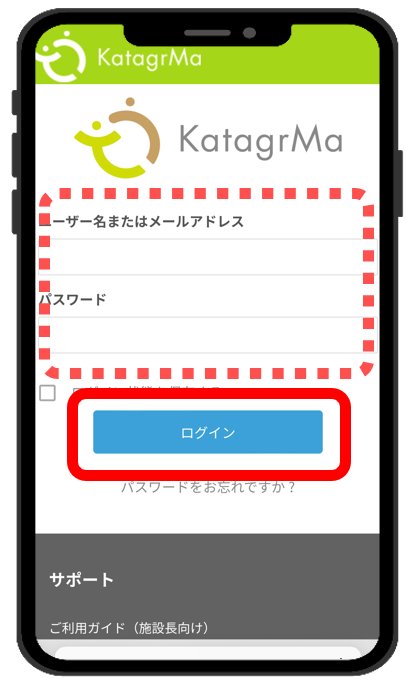 KatagrMa
KatagrMa
ユーザー名またはメールアドレス
パスワード
ログイン
パスワードをお忘れですか ?
サポート
ご利用ガイド（施設長向け）